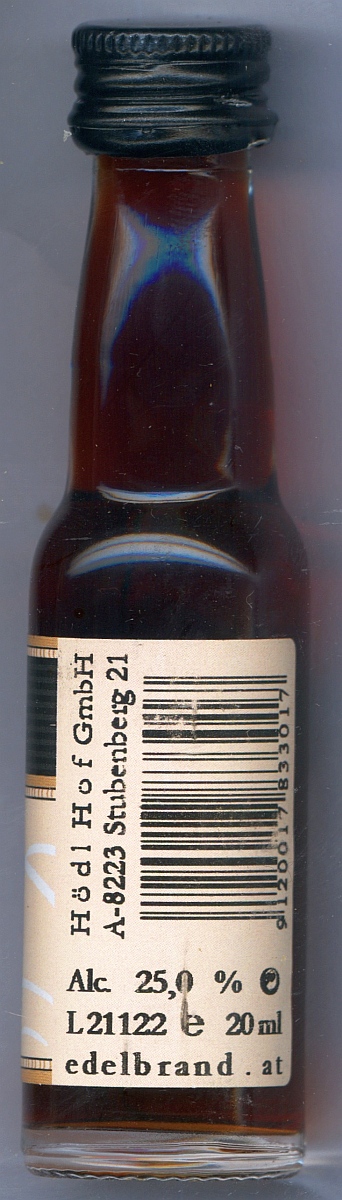 Hödl Hof GmbH
A-8223 Stubenberg 21
9120017833017
Alc. 25,0 %
L21122 e 20ml
edelbrand.at